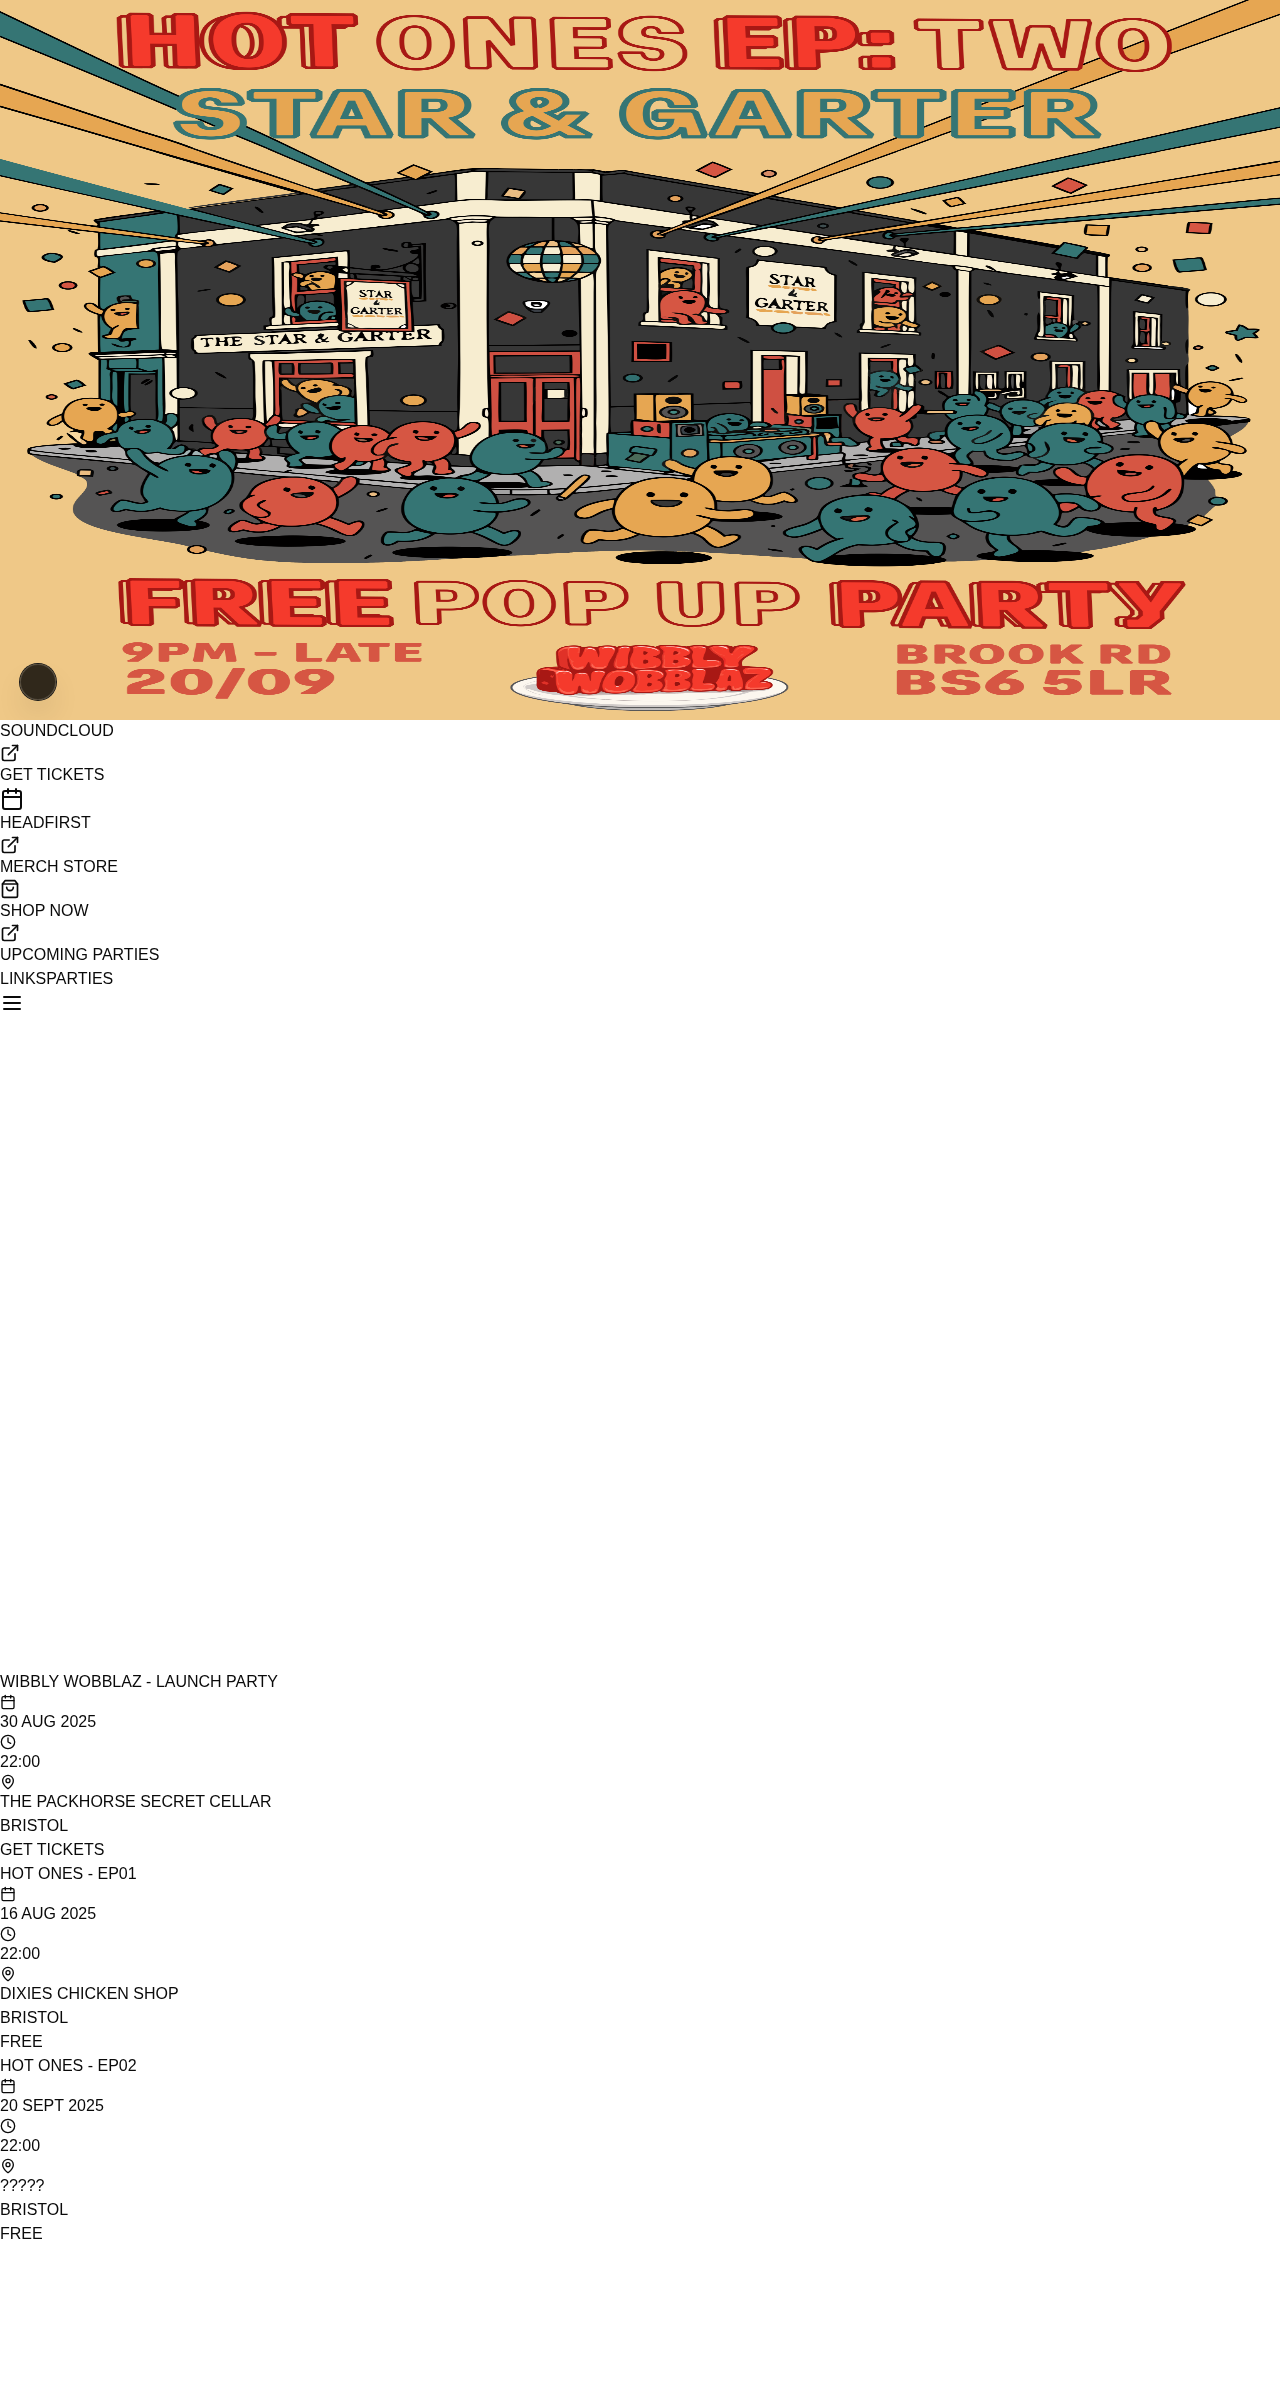 HOT ONES EP: TWO
STAR & GARTER
STAR
&
GARTER
STAR
&
GARTER
THE STAR & GARTER
FREE POP UP PARTY
9PM – LATE
20/09
WIBBLY
WOBBLAZ
BROOK RD
BS6 5LR
SOUNDCLOUD
GET TICKETS
HEADFIRST
MERCH STORE
SHOP NOW
UPCOMING PARTIES
LINKSPARTIES
WIBBLY WOBBLAZ - LAUNCH PARTY
30 AUG 2025
22:00
THE PACKHORSE SECRET CELLAR
BRISTOL
GET TICKETS
HOT ONES - EP01
16 AUG 2025
22:00
DIXIES CHICKEN SHOP
BRISTOL
FREE
HOT ONES - EP02
20 SEPT 2025
22:00
?????
BRISTOL
FREE